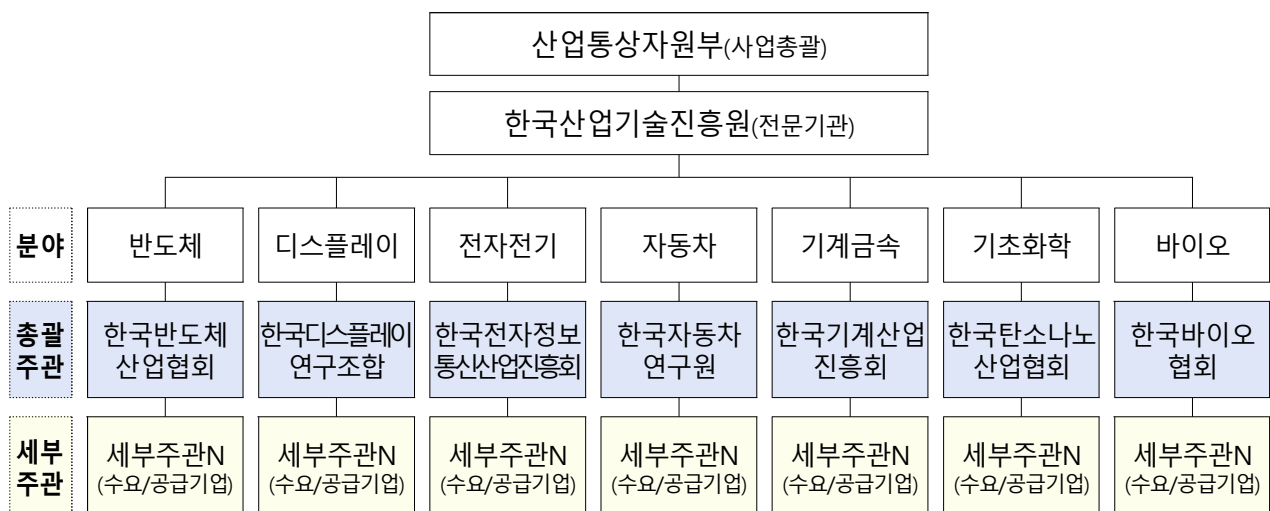 산업통상자원부(사업총괄)
한국산업기술진흥원(전문기관)
분야 반도체 디스플레이 전자전기 자동차 기계금속 기초화학 바이오
총괄 한국반도체 한국디스플레이 한국전자정보 한국자동차 한국기계산업 한국탄소나노 한국바이오
주관 산업협회 연구조합 통신산업진흥회 연구원 진흥회 산업협회 협회
세부 세부주관N 세부주관N 세부주관N 세부주관N 세부주관N 세부주관N 세부주관N
주관 (수요/공급기업) (수요/공급기업) (수요/공급기업) (수요/공급기업) (수요/공급기업) (수요/공급기업) (수요/공급기업)